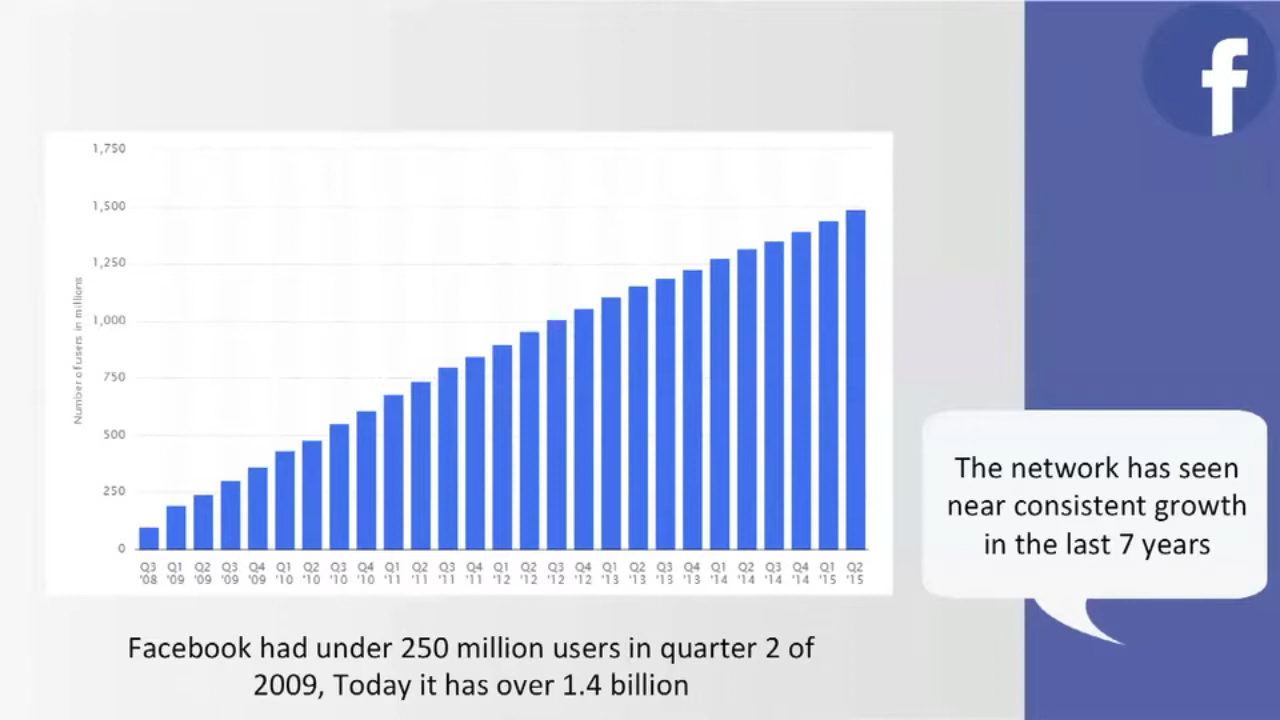 f
1,750
1,500
1,250
1,000
750
500
250
0
Number of users in millions
Q3 '08
Q1 '09
Q2 '09
Q3 '09
Q4 '09
Q1 '10
Q2 '10
Q3 '10
Q4 '10
Q1 '11
Q2 '11
Q3 '11
Q4 '11
Q1 '12
Q2 '12
Q3 '12
Q4 '12
Q1 '13
Q2 '13
Q3 '13
Q4 '13
Q1 '14
Q2 '14
Q3 '14
Q4 '14
Q1 '15
Q2 '15
The network has seen
near consistent growth
in the last 7 years
Facebook had under 250 million users in quarter 2 of
2009, Today it has over 1.4 billion